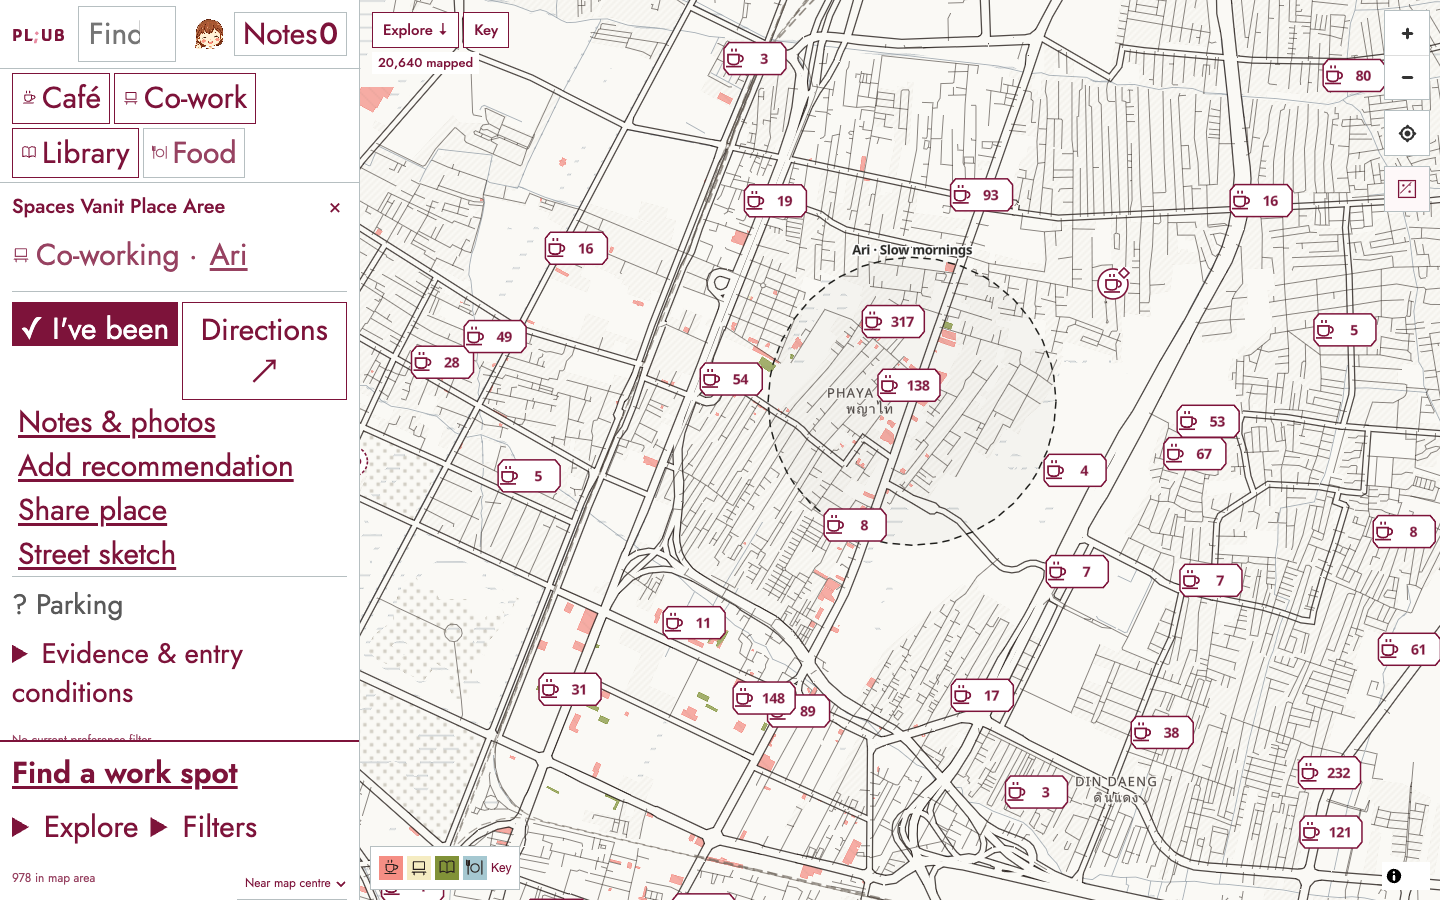 PL;UB
Find
Notes 0
Café
Co-work
Library
Food
Spaces Vanit Place Aree
×
Co-working · Ari
✓ I've been
Directions ↗
Notes & photos
Add recommendation
Share place
Street sketch
? Parking
▶ Evidence & entry
conditions
No current preference filter
Find a work spot
▶ Explore ▶ Filters
978 in map area
Near map centre
Explore ↓
Key
20,640 mapped
3
80
+
−
19
93
16
16
Ari · Slow mornings
317
5
49
28
54
138
PHAYA
พญาไท
53
67
4
5
8
8
7
7
11
61
31
148
89
17
38
232
3
DIN DAENG
ดินแดง
121
Key